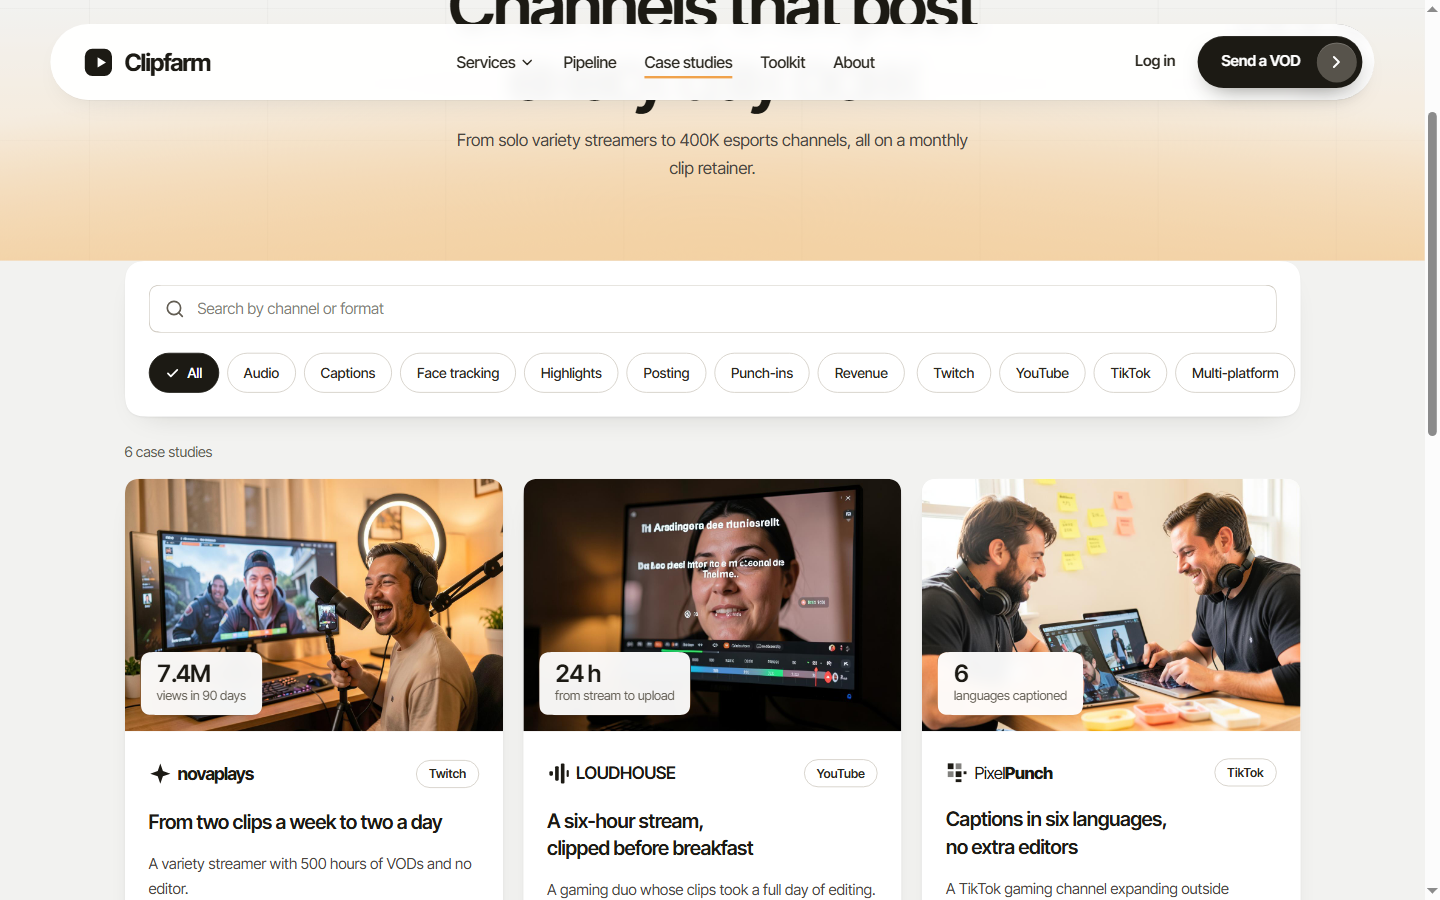 Channels that post
Clipfarm
Services
Pipeline
Case studies
Toolkit
About
Log in
Send a VOD
From solo variety streamers to 400K esports channels, all on a monthly
clip retainer.
Search by channel or format
All
Audio
Captions
Face tracking
Highlights
Posting
Punch-ins
Revenue
Twitch
YouTube
TikTok
Multi-platform
6 case studies
7.4M
views in 90 days
24 h
from stream to upload
6
languages captioned
novaplays
Twitch
LOUDHOUSE
YouTube
PixelPunch
TikTok
From two clips a week to two a day
A six-hour stream,
clipped before breakfast
Captions in six languages,
no extra editors
A variety streamer with 500 hours of VODs and no
editor.
A gaming duo whose clips took a full day of editing.
A TikTok gaming channel expanding outside